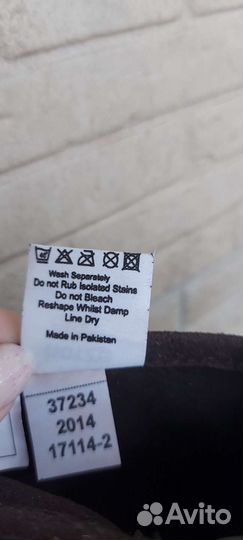 Wash Separately
Do not Rub Isolated Stains
Do not Bleach
Reshape Whilst Damp
Line Dry
Made in Pakistan
37234
2014
17114-2
Avito